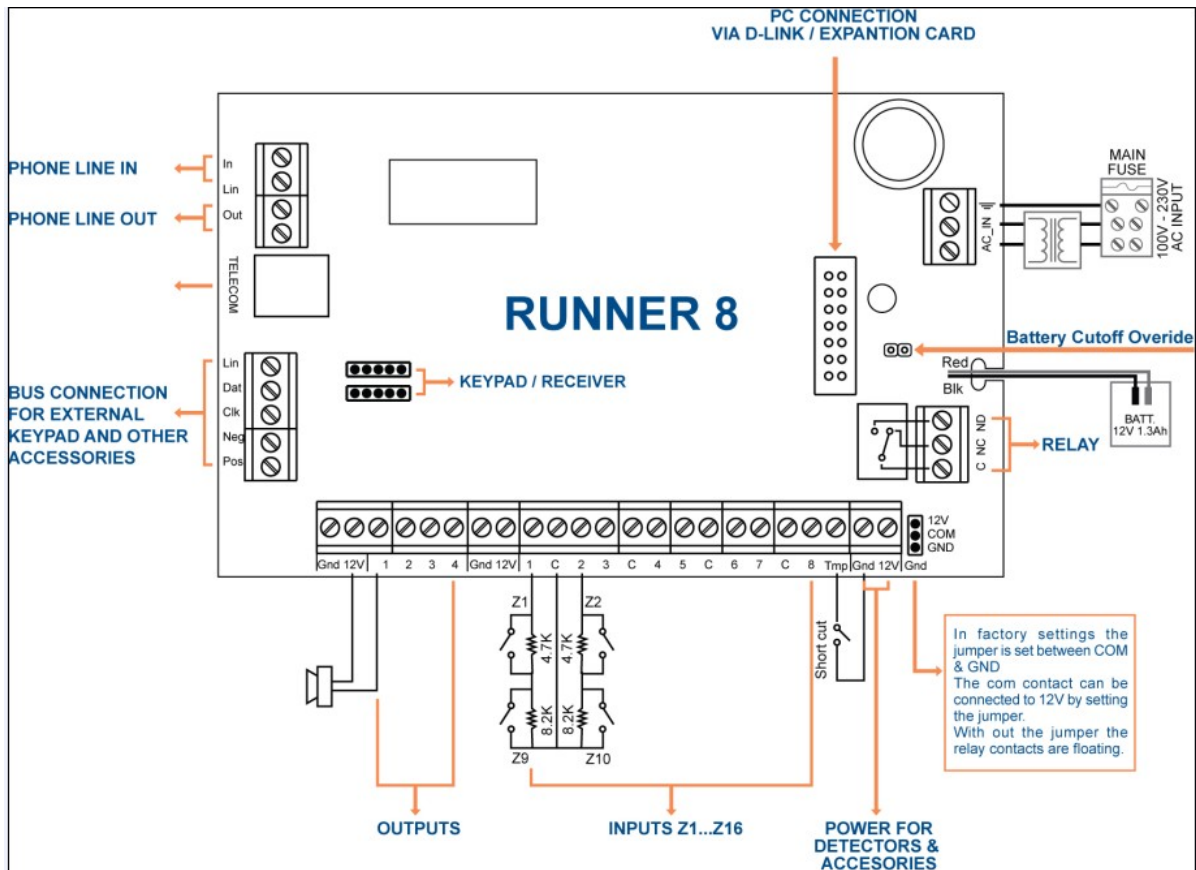 PC CONNECTION
VIA D-LINK / EXPANTION CARD
PHONE LINE IN
In
Lin
PHONE LINE OUT
Out
TELECOM
MAIN
FUSE
AC_IN
100V - 230V
AC INPUT
RUNNER 8
Battery Cutoff Overide
Red
Blk
BATT.
12V 1.3Ah
KEYPAD / RECEIVER
BUS CONNECTION
FOR EXTERNAL
KEYPAD AND OTHER
ACCESSORIES
Lin
Dat
Clk
Neg
Pos
C NC ND
RELAY
12V
COM
GND
Gnd 12V 1 2 3 4 Gnd 12V 1 C 2 3 C 4 5 C 6 7 C 8 Tmp Gnd 12V Gnd
Z1 Z2
4.7K 4.7K
8.2K 8.2K
Z9 Z10
Short cut
In factory settings the
jumper is set between COM
& GND
The com contact can be
connected to 12V by setting
the jumper.
With out the jumper the
relay contacts are floating.
OUTPUTS
INPUTS Z1...Z16
POWER FOR
DETECTORS &
ACCESORIES